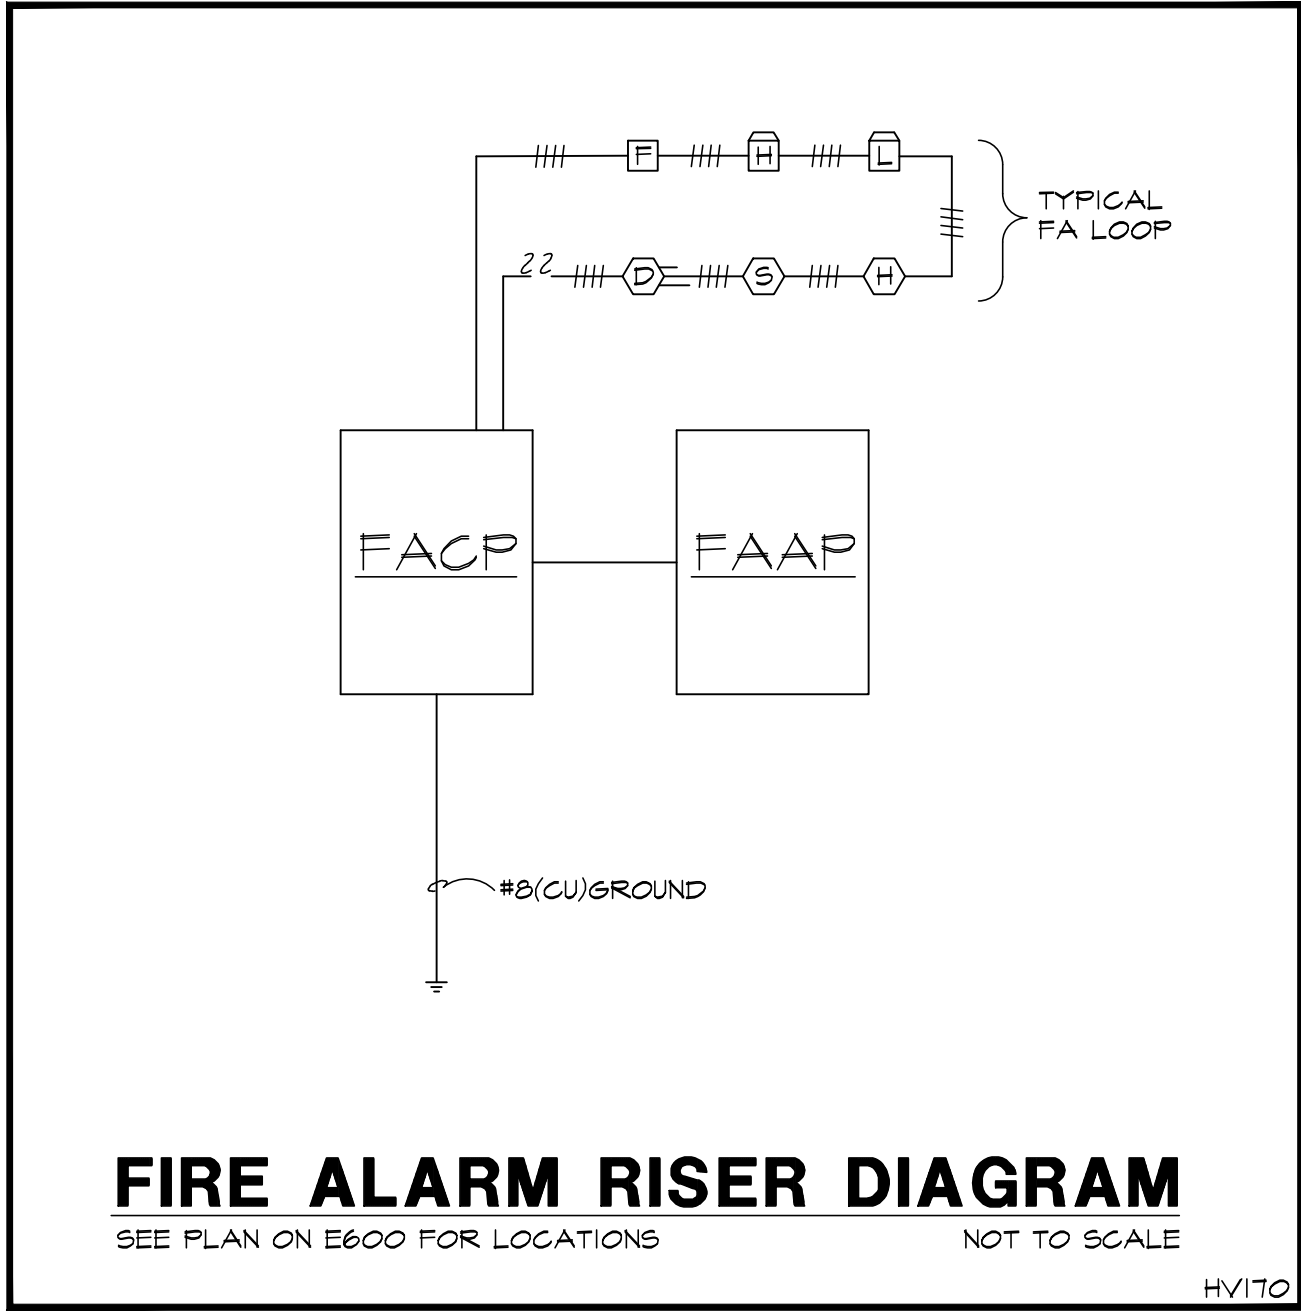 F H L
TYPICAL
FA LOOP
D S H
FACP
FAAP
#8(CU)GROUND
FIRE ALARM RISER DIAGRAM
SEE PLAN ON E600 FOR LOCATIONS
NOT TO SCALE
HV170